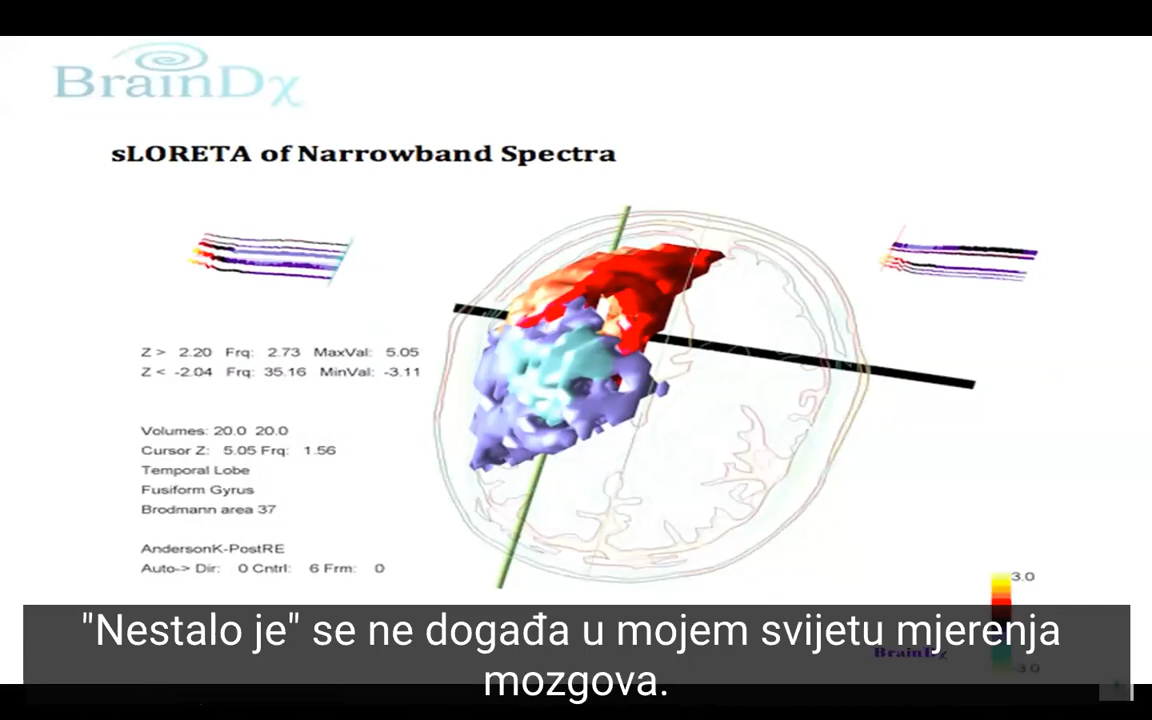 BrainDx
sLORETA of Narrowband Spectra
Z > 2.20 Frq: 2.73 MaxVal: 5.05
Z < -2.04 Frq: 35.16 MinVal: -3.11
Volumes: 20.0 20.0
Cursor Z: 5.05 Frq: 1.56
Temporal Lobe
Fusiform Gyrus
Brodmann area 37
AndersonK-PostRE
Auto-> Dir: 0 Cntrl: 6 Frm: 0
3.0
"Nestalo je" se ne događa u mojem svijetu mjerenja
mozgova.
BrainDx
-3.0